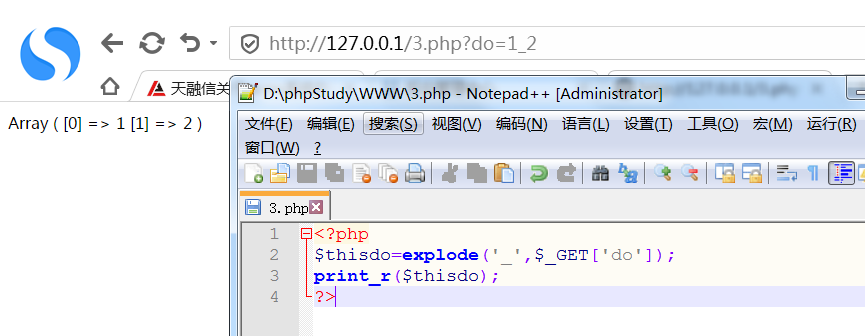 http://127.0.0.1/3.php?do=1_2
天融信关
D:\phpStudy\WWW\3.php - Notepad++ [Administrator]
Array ( [0] => 1 [1] => 2 )
文件(F) 编辑(E) 搜索(S) 视图(V) 编码(N) 语言(L) 设置(T) 工具(O) 宏(M) 运行(R)
窗口(W) ?
3.php
1 <?php
2 $thisdo=explode('_',$_GET['do']);
3 print_r($thisdo);
4 ?>